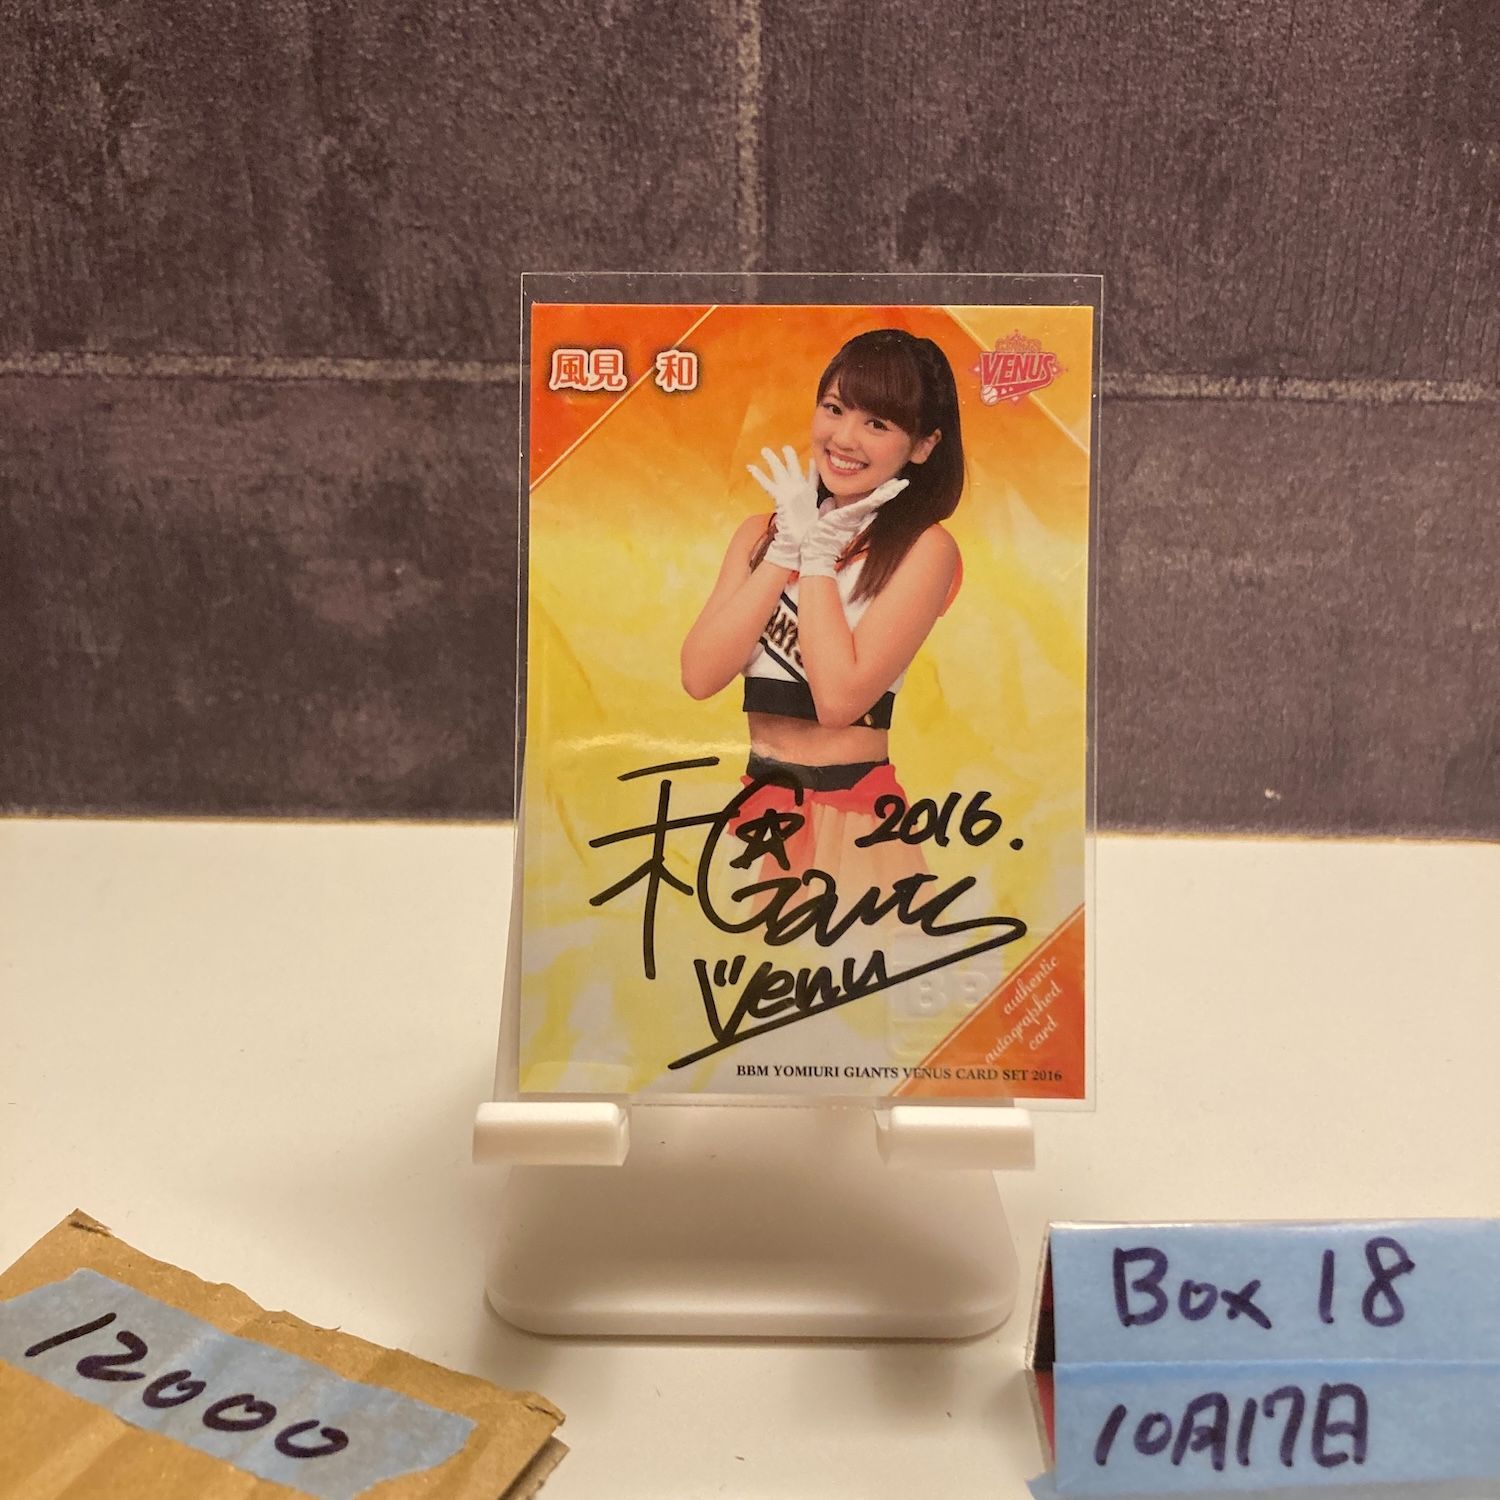 風見 和
VENUS
ANTS
和
2016.
Giants
Venus
authentic
autographed
card
BBM YOMIURI GIANTS VENUS CARD SET 2016
12000
Box 18
10月17日